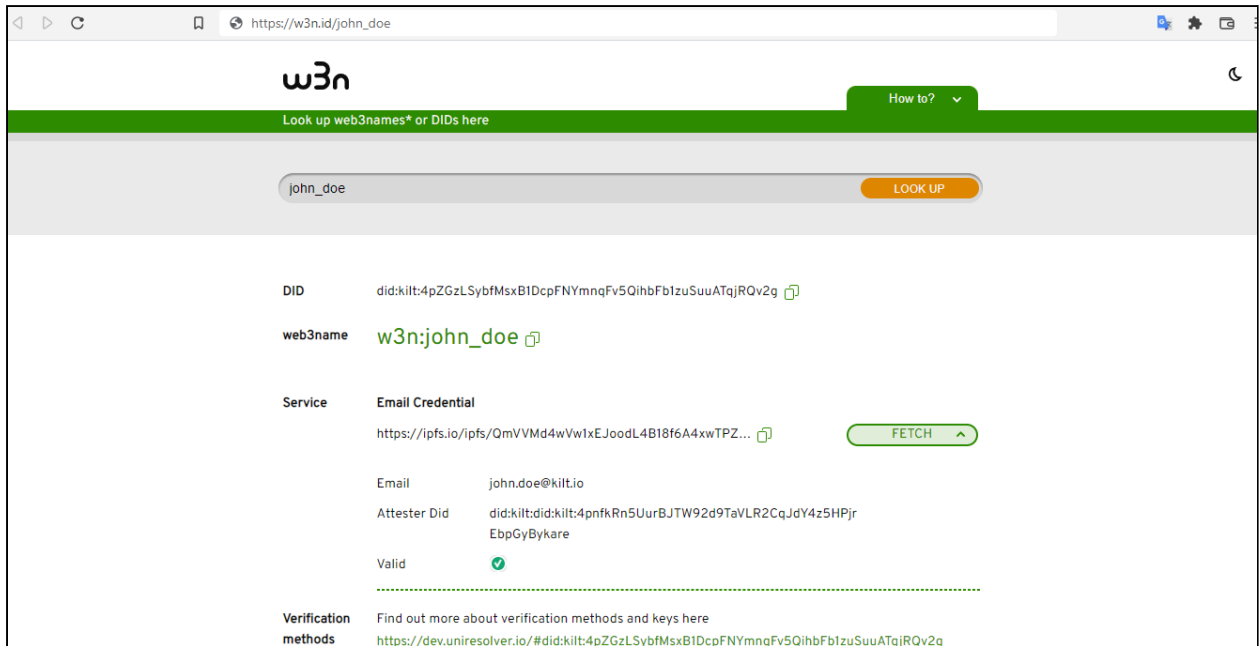 https://w3n.id/john_doe
w3n
How to?
Look up web3names* or DIDs here
john_doe
LOOK UP
DID did:kilt:4pZGzLSybfMsxB1DcpFNYmnqFv5QihbFb1zuSuuATqjRQv2g
web3name w3n:john_doe
Service Email Credential
https://ipfs.io/ipfs/QmVVMd4wVw1xEJoodL4B18f6A4xwTPZ... FETCH
Email john.doe@kilt.io
Attester Did did:kilt:did:kilt:4pnfkRn5UurBJTW92d9TaVLR2CqJdY4z5HPjr
EbpGyBykare
Valid
Verification Find out more about verification methods and keys here
methods https://dev.uniresolver.io/#did:kilt:4pZGzLSybfMsxB1DcpFNYmnqFv5QihbFb1zuSuuATqjRQv2g